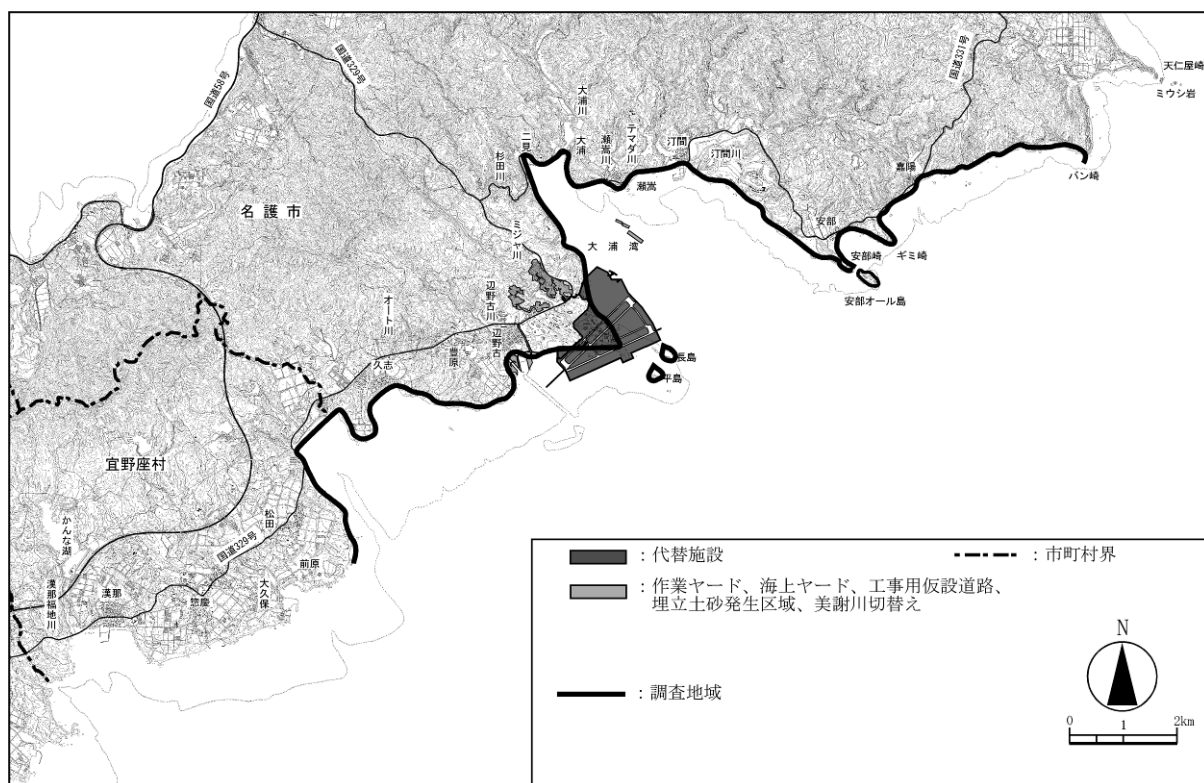 国道58号
国道329号
国道331号
天仁屋崎
ミウシ岩
バン崎
嘉陽
大浦川
大浦
瀬嵩川
テマダ川
瀬嵩
汀間
汀間川
二見
杉田川
安部
安部崎
ギミ崎
安部オール島
名護市
ミジャ川
大浦湾
辺野古川
辺野古
オート川
豊原
久志
長島
平島
宜野座村
かんな湖
松田
国道329号
前原
大久保
惣慶
漢那
漢那福地川
：代替施設
：市町村界
：作業ヤード、海上ヤード、工事用仮設道路、
埋立土砂発生区域、美謝川切替え
：調査地域
N
0 1 2km